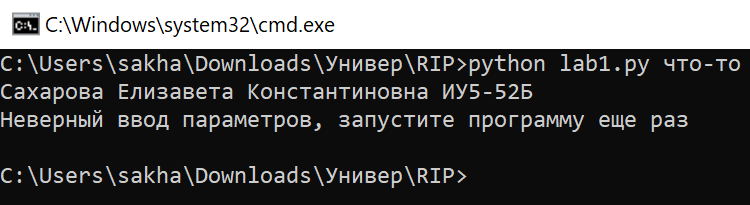 C:\Windows\system32\cmd.exe
C:\Users\sakha\Downloads\Универ\RIP>python lab1.py что-то
Сахарова Елизавета Константиновна ИУ5-52Б
Неверный ввод параметров, запустите программу еще раз
C:\Users\sakha\Downloads\Универ\RIP>